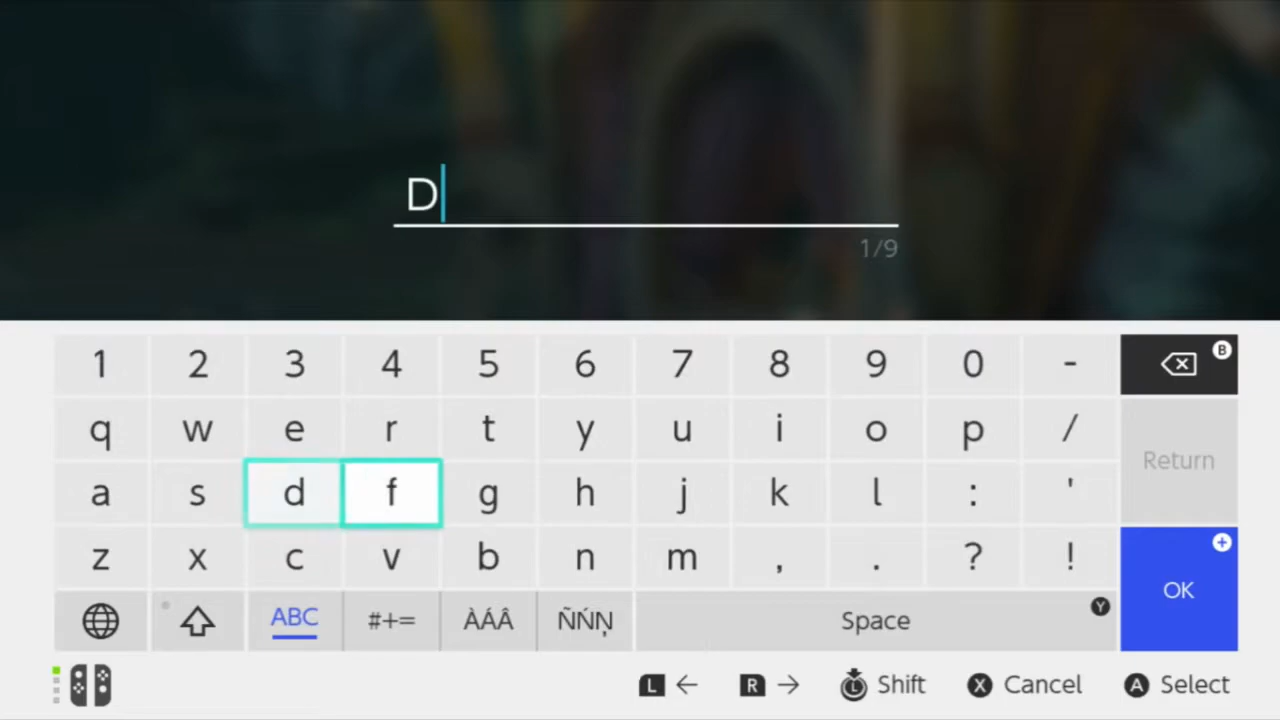 D
1/9
1 2 3 4 5 6 7 8 9 0 - B
q w e r t y u i o p /
Return
a s d f g h j k l : '
z x c v b n m , . ? ! +
OK
ABC #+= ÀÁÂ ÑŃŅ Space Y
L ← R → L Shift X Cancel A Select